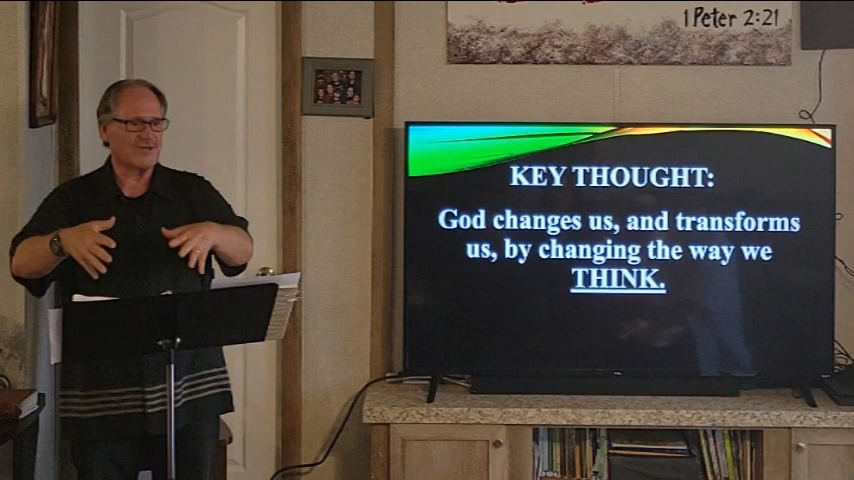 1 Peter 2:21
KEY THOUGHT:
God changes us, and transforms
us, by changing the way we
THINK.